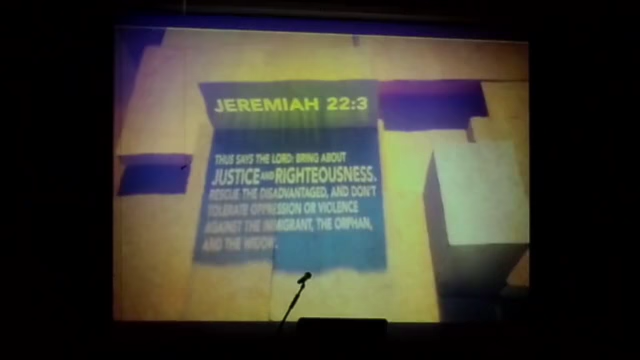 JEREMIAH 22:3
THUS SAYS THE LORD: BRING ABOUT
JUSTICE AND RIGHTEOUSNESS.
RESCUE THE DISADVANTAGED, AND DON'T
TOLERATE OPPRESSION OR VIOLENCE
AGAINST THE IMMIGRANT, THE ORPHAN,
AND THE WIDOW.